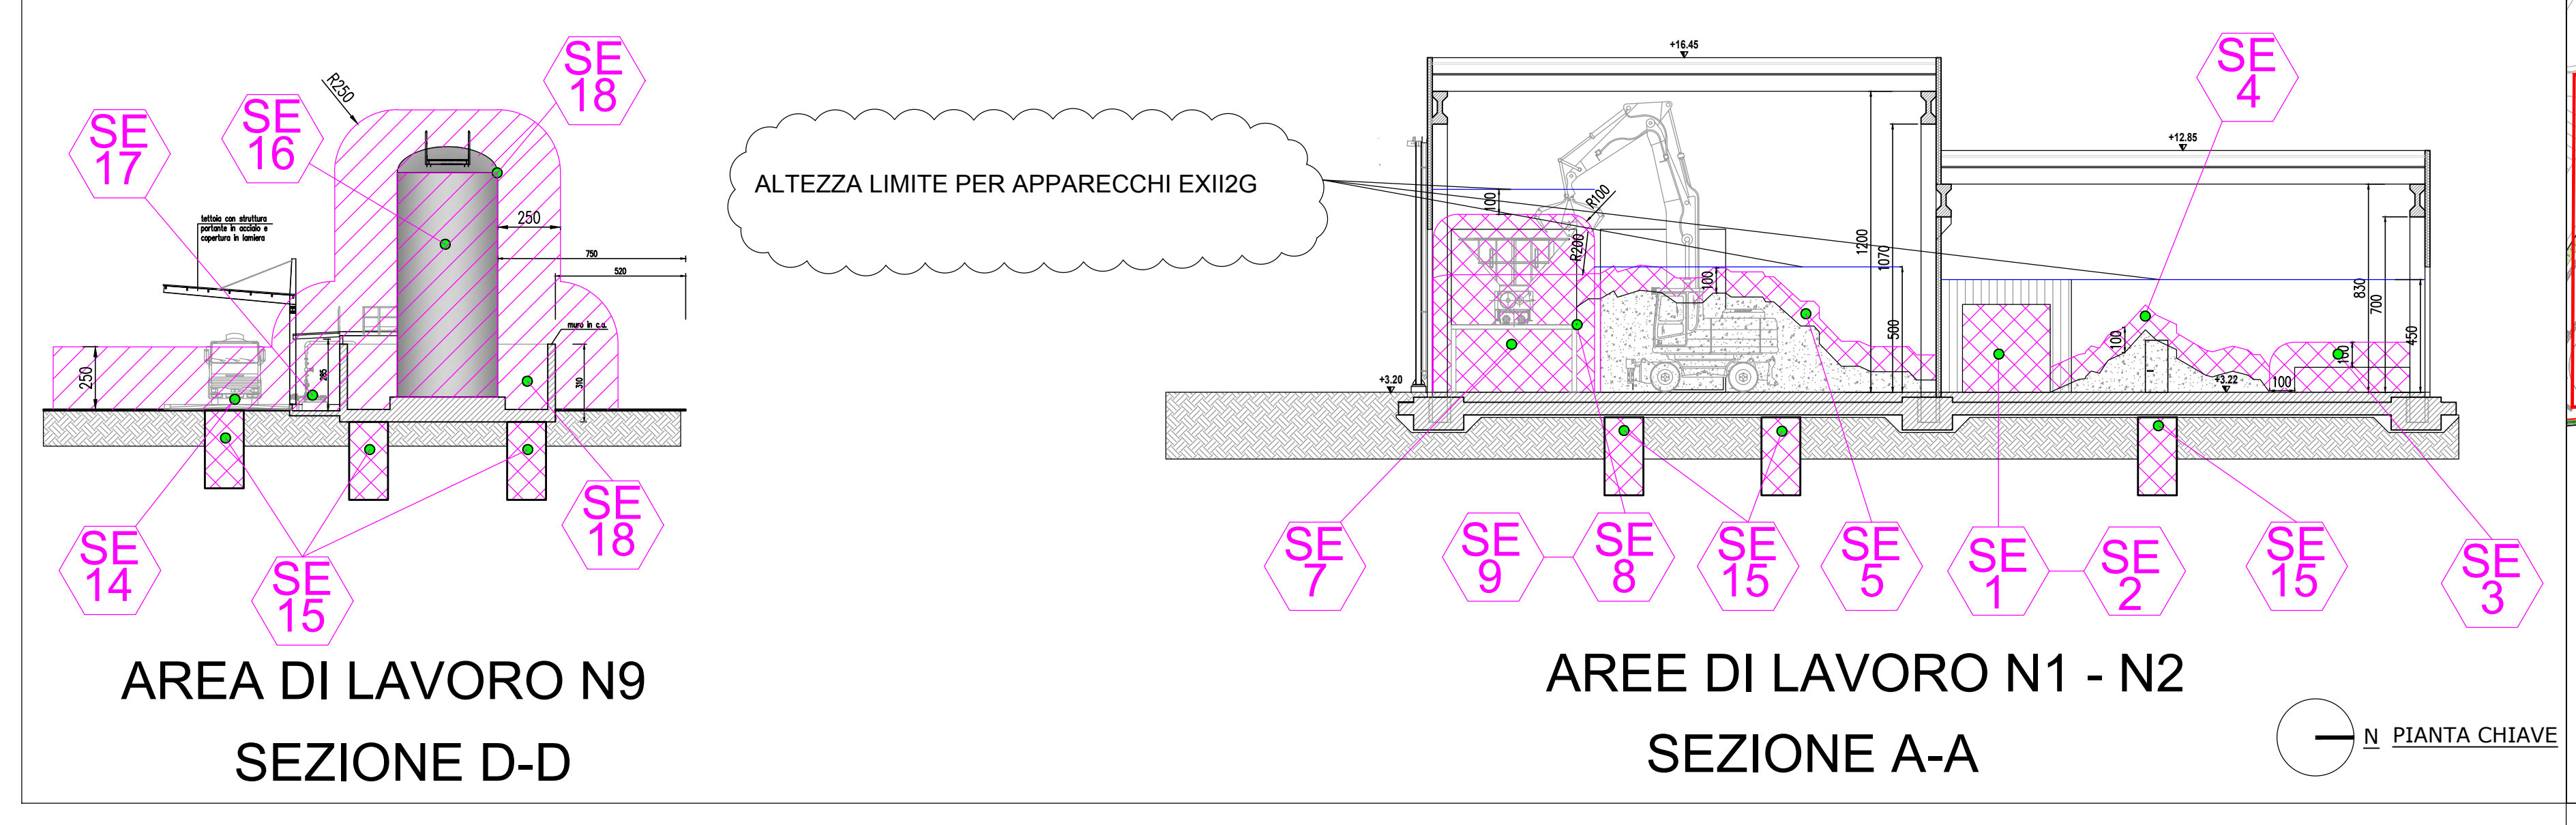 R250
SE
18
SE
16
SE
17
tettoia con struttura
portante in acciaio e
copertura in lamiera
250
750
520
muro in c.a.
250
285
310
SE
14
SE
15
SE
18
AREA DI LAVORO N9
SEZIONE D-D
ALTEZZA LIMITE PER APPARECCHI EXII2G
+16.45
SE
4
+12.85
100
R100
R200
1200
1070
100
500
830
700
450
100
100
100
+3.20
+3.22
SE
7
SE
9
SE
8
SE
15
SE
5
SE
1
SE
2
SE
15
SE
3
AREE DI LAVORO N1 - N2
SEZIONE A-A
N PIANTA CHIAVE